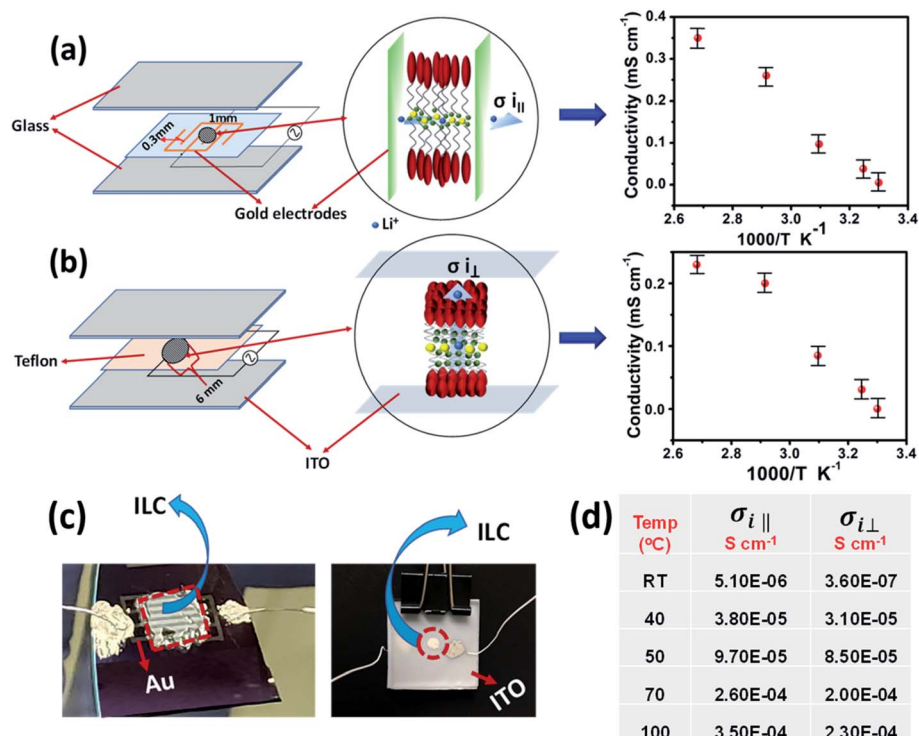 (a)
Glass
1mm
0.3mm
Z
Gold electrodes
σ i||
Li+
Conductivity (mS cm⁻¹)
0.4
0.3
0.2
0.1
0.0
2.6 2.8 3.0 3.2 3.4
1000/T K⁻¹
(b)
Teflon
Z
6 mm
ITO
σ i⊥
Conductivity (mS cm⁻¹)
0.2
0.1
0.0
2.6 2.8 3.0 3.2 3.4
1000/T K⁻¹
(c)
ILC
Au
ILC
ITO
(d)
Temp (ºC) σi || S cm⁻¹ σi⊥ S cm⁻¹
RT 5.10E-06 3.60E-07
40 3.80E-05 3.10E-05
50 9.70E-05 8.50E-05
70 2.60E-04 2.00E-04
100 3.50E-04 2.30E-04